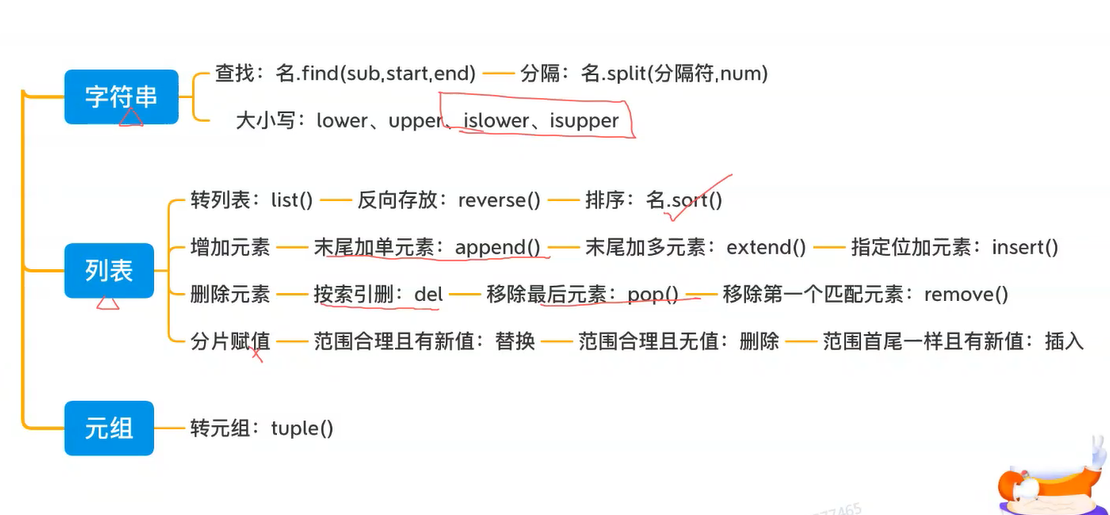 字符串
查找：名.find(sub,start,end) 分隔：名.split(分隔符,num)
大小写：lower、upper、islower、isupper
列表
转列表：list() 反向存放：reverse() 排序：名.sort()
增加元素 末尾加单元素：append() 末尾加多元素：extend() 指定位加元素：insert()
删除元素 按索引删：del 移除最后元素：pop() 移除第一个匹配元素：remove()
分片赋值 范围合理且有新值：替换 范围合理且无值：删除 范围首尾一样且有新值：插入
元组
转元组：tuple()